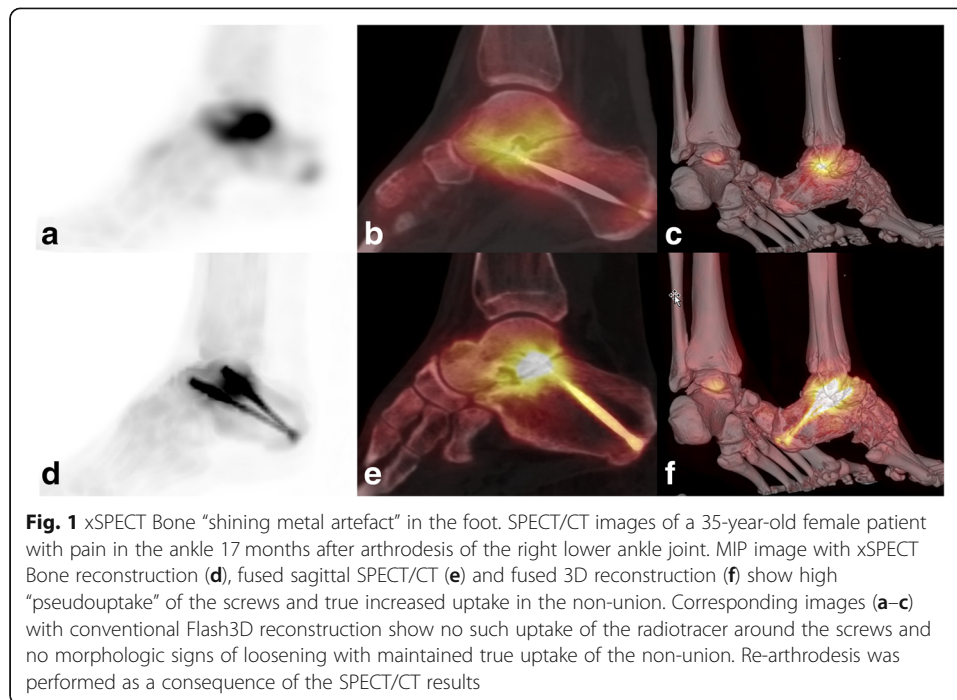 a
b
c
d
e
f
Fig. 1 xSPECT Bone “shining metal artefact” in the foot. SPECT/CT images of a 35-year-old female patient
with pain in the ankle 17 months after arthrodesis of the right lower ankle joint. MIP image with xSPECT
Bone reconstruction (d), fused sagittal SPECT/CT (e) and fused 3D reconstruction (f) show high
“pseudouptake” of the screws and true increased uptake in the non-union. Corresponding images (a–c)
with conventional Flash3D reconstruction show no such uptake of the radiotracer around the screws and
no morphologic signs of loosening with maintained true uptake of the non-union. Re-arthrodesis was
performed as a consequence of the SPECT/CT results